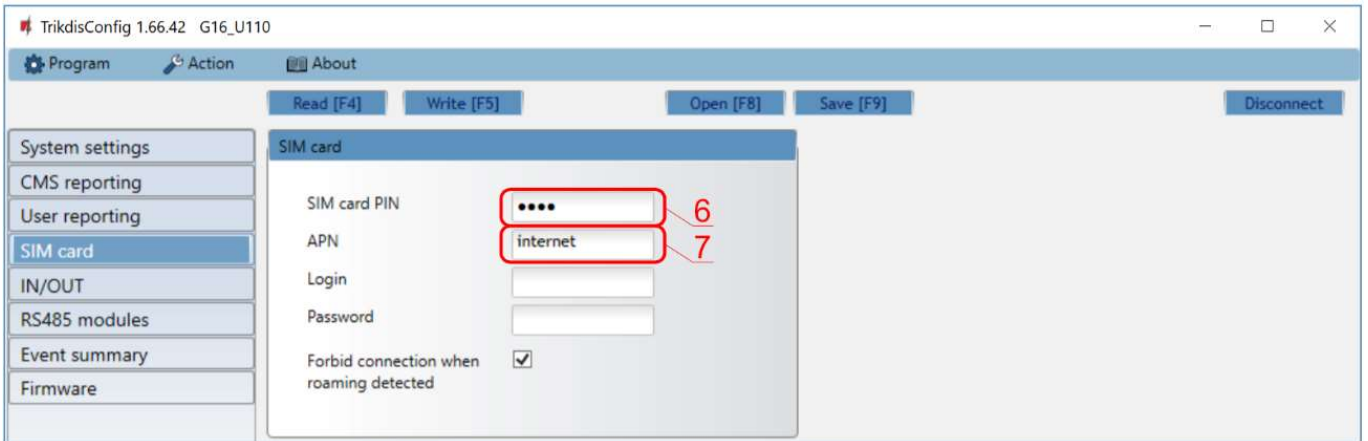 TrikdisConfig 1.66.42 G16_U110
Program Action About
Read [F4] Write [F5] Open [F8] Save [F9] Disconnect
System settings
CMS reporting
User reporting
SIM card
IN/OUT
RS485 modules
Event summary
Firmware
SIM card
SIM card PIN •••• 6
APN internet 7
Login
Password
Forbid connection when
roaming detected